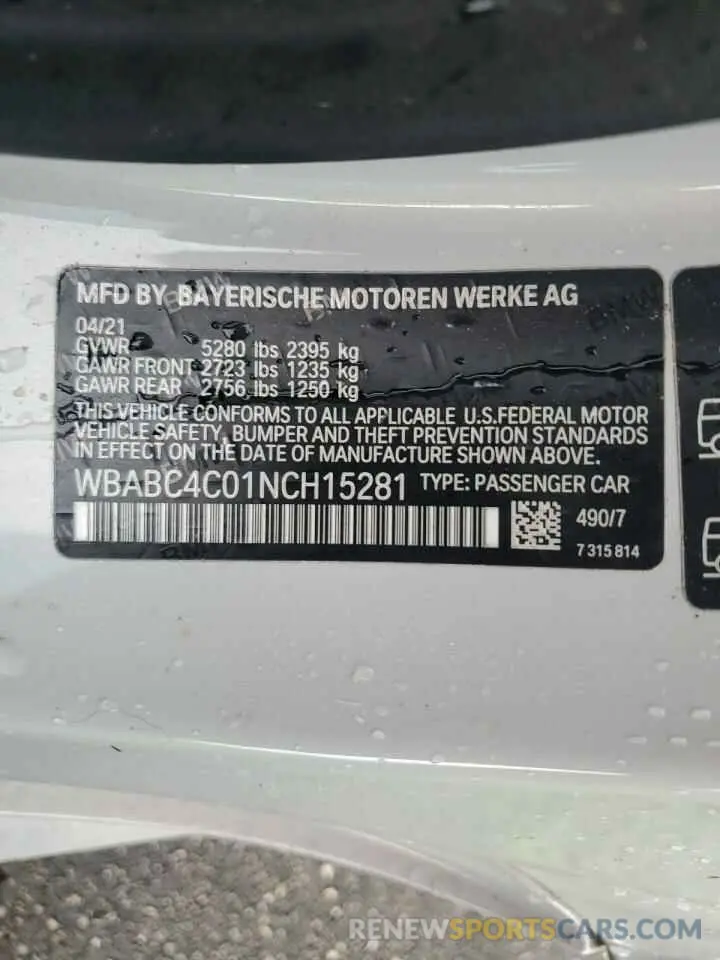 MFD BY BAYERISCHE MOTOREN WERKE AG
04/21
GVWR 5280 lbs 2395 kg
GAWR FRONT 2723 lbs 1235 kg
GAWR REAR 2756 lbs 1250 kg
THIS VEHICLE CONFORMS TO ALL APPLICABLE U.S.FEDERAL MOTOR
VEHICLE SAFETY, BUMPER AND THEFT PREVENTION STANDARDS
IN EFFECT ON THE DATE OF MANUFACTURE SHOWN ABOVE.
WBABC4C01NCH15281 TYPE: PASSENGER CAR
490/7
7 315 814
RENEWSPORTSCARS.COM